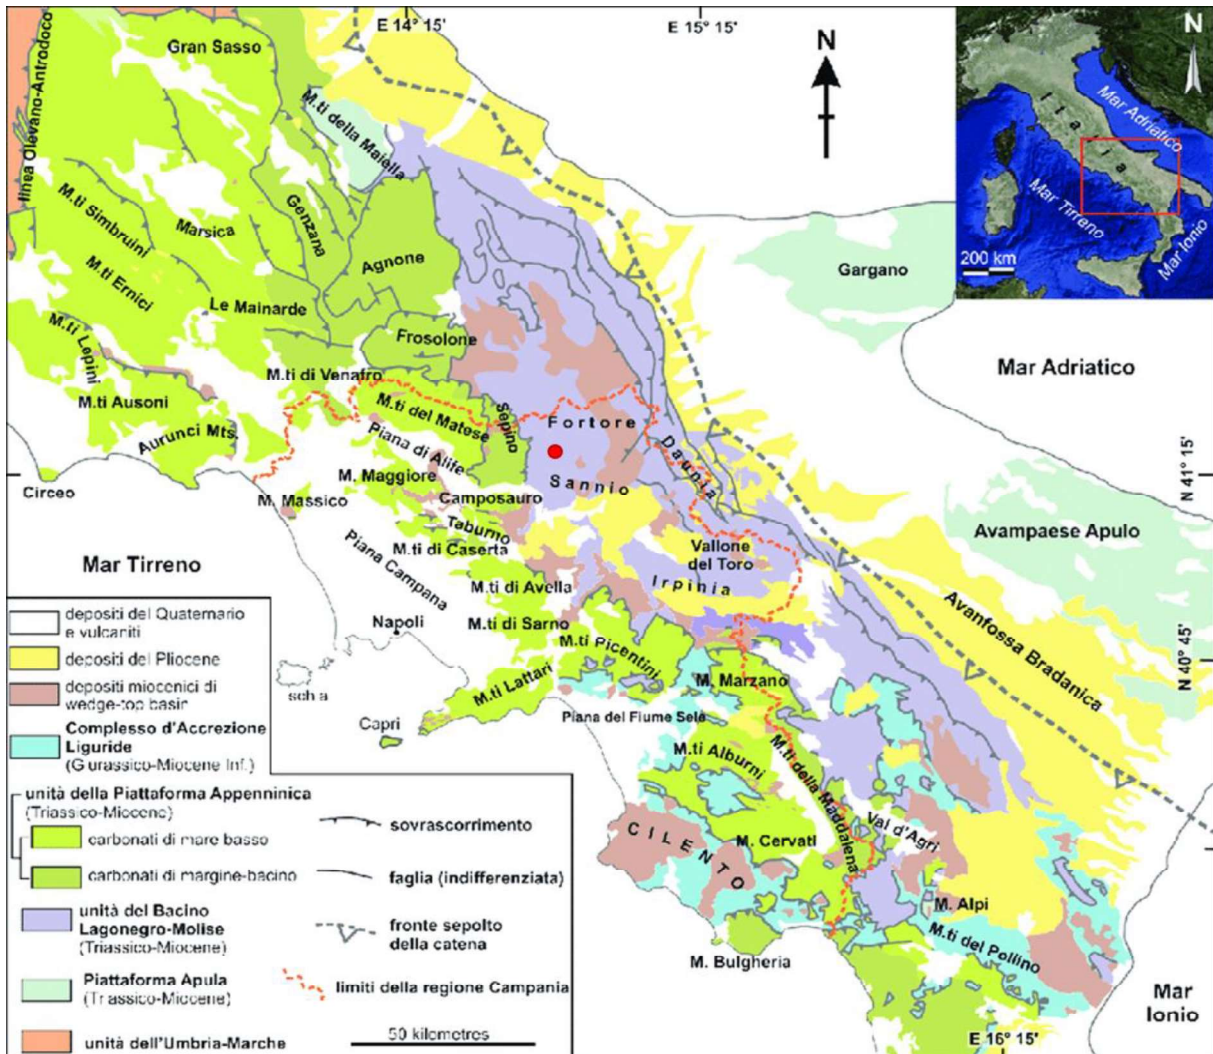 E 14° 15'
E 15° 15'
N
N
Gran Sasso
linea Olevano-Antrodoco
M.ti della Maiella
Mar Adriatico
Italia
Mar Tirreno
Mar Ionio
200 km
M.ti Simbruini
Marsica
Genzana
Agnone
Gargano
M.ti Ernici
Le Mainarde
Frosolone
M.ti Lepini
M.ti di Venafro
Mar Adriatico
M.ti Ausoni
M.ti del Matese
Sepino
Fortore
Aurunci Mts.
Piana di Alife
Daunia
N 41° 15'
Circeo
M. Maggiore
Sannio
M. Massico
Camposauro
Taburno
Avampaese Apulo
Mar Tirreno
Piana Campana
M.ti di Caserta
Vallone
del Toro
Irpinia
M.ti di Avella
Avanfossa Bradanica
Napoli
M.ti di Sarno
M.ti Picentini
N 40° 45'
schia
M.ti Lattari
M. Marzano
Capri
Piana del Fiume Sele
M.ti Alburni
M.ti della Maddalena
CILENTO
M. Cervati
Val d'Agri
M. Alpi
M.ti del Pollino
M. Bulgheria
Mar
Ionio
E 16° 15'
depositi del Quaternario
e vulcaniti
depositi del Pliocene
depositi miocenici di
wedge-top basin
Complesso d'Accrezione
Liguride
(Giurassico-Miocene Inf.)
unità della Piattaforma Appenninica
(Triassico-Miocene)
carbonati di mare basso
carbonati di margine-bacino
unità del Bacino
Lagonegro-Molise
(Triassico-Miocene)
Piattaforma Apula
(Triassico-Miocene)
unità dell'Umbria-Marche
sovrascorrimento
faglia (indifferenziata)
fronte sepolto
della catena
limiti della regione Campania
50 kilometres